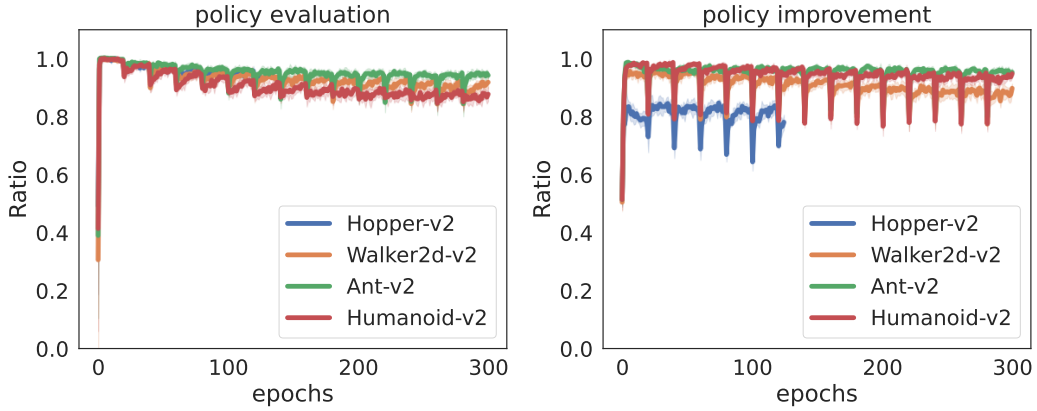 policy evaluation
Ratio
1.0
0.8
0.6
0.4
0.2
0.0
0
100
200
300
epochs
Hopper-v2
Walker2d-v2
Ant-v2
Humanoid-v2
policy improvement
Ratio
1.0
0.8
0.6
0.4
0.2
0.0
0
100
200
300
epochs
Hopper-v2
Walker2d-v2
Ant-v2
Humanoid-v2